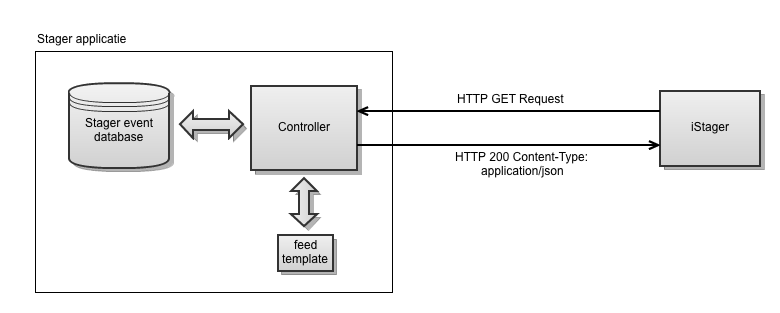 Stager applicatie
Stager event
database
Controller
HTTP GET Request
iStager
HTTP 200 Content-Type:
application/json
feed
template